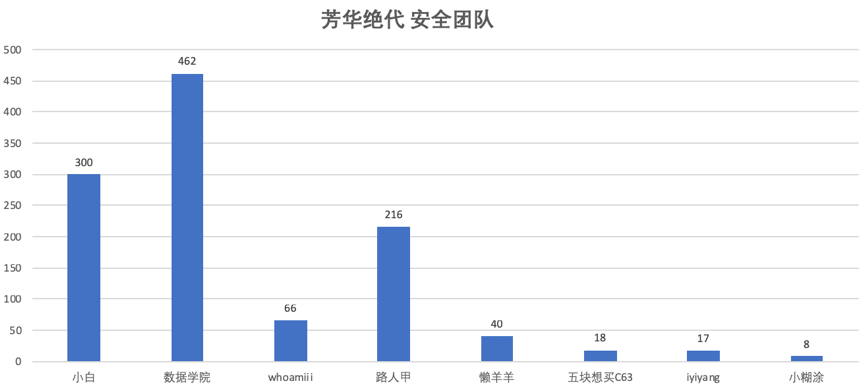 芳华绝代 安全团队
500
450
400
350
300
250
200
150
100
50
0
300
462
66
216
40
18
17
8
小白
数据学院
whoamiii
路人甲
懒羊羊
五块想买C63
iyiyang
小糊涂